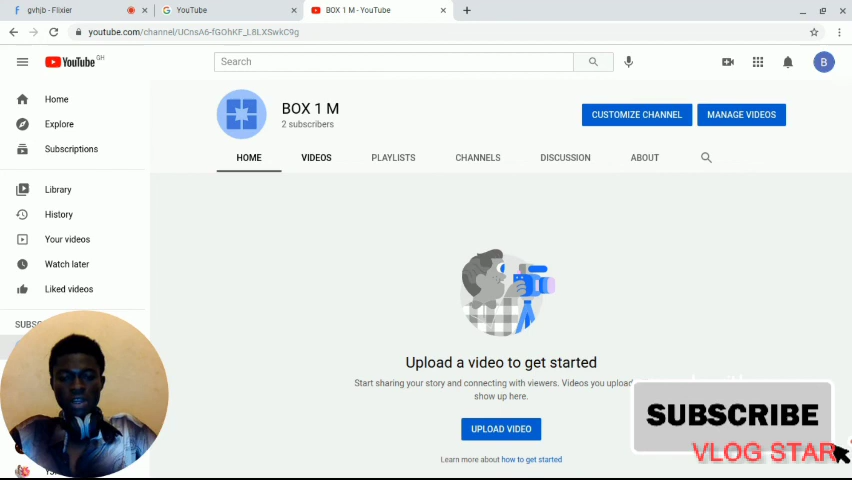 gvhjb - Flixier
YouTube
BOX 1 M - YouTube
youtube.com/channel/UCnsA6-fGOhKF_L8LXSwkC9g
YouTube GH
Search
B
Home
Explore
Subscriptions
Library
History
Your videos
Watch later
Liked videos
BOX 1 M
2 subscribers
CUSTOMIZE CHANNEL
MANAGE VIDEOS
HOME
VIDEOS
PLAYLISTS
CHANNELS
DISCUSSION
ABOUT
Upload a video to get started
Start sharing your story and connecting with viewers. Videos you upload
show up here.
UPLOAD VIDEO
Learn more about how to get started
SUBSCRIBE
VLOG STAR